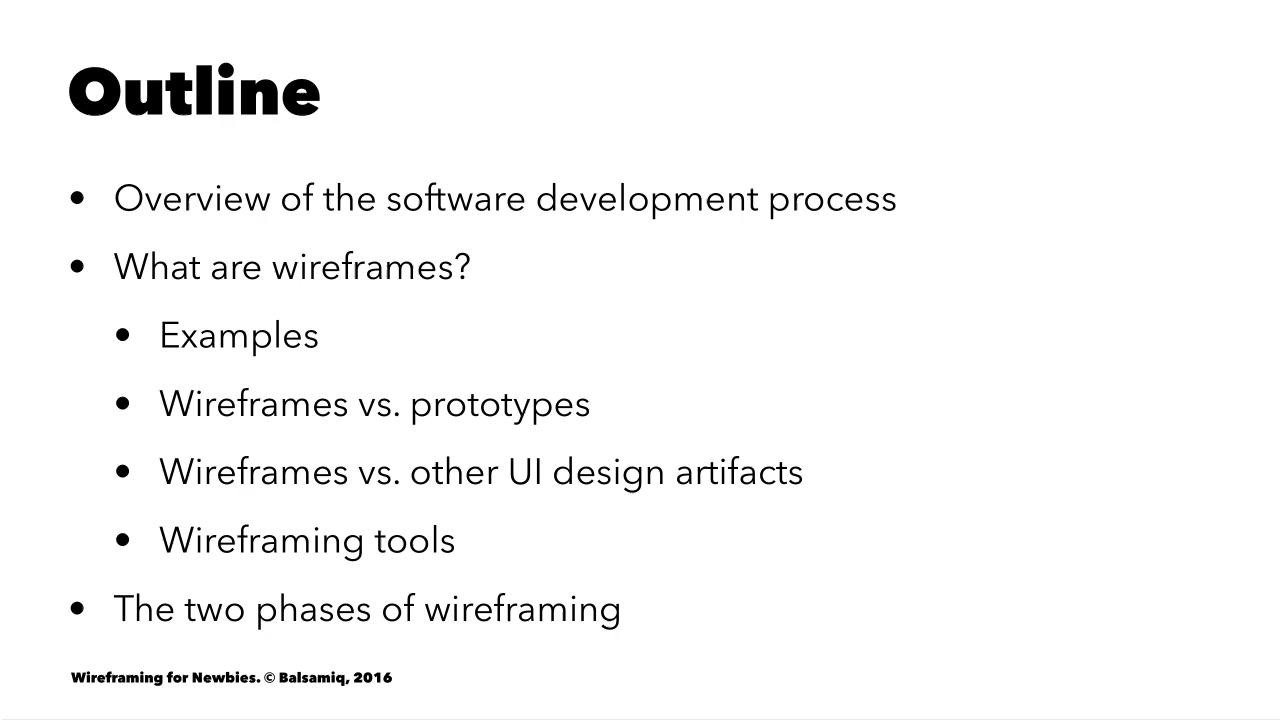 Outline
• Overview of the software development process
• What are wireframes?
• Examples
• Wireframes vs. prototypes
• Wireframes vs. other UI design artifacts
• Wireframing tools
• The two phases of wireframing
Wireframing for Newbies. © Balsamiq, 2016